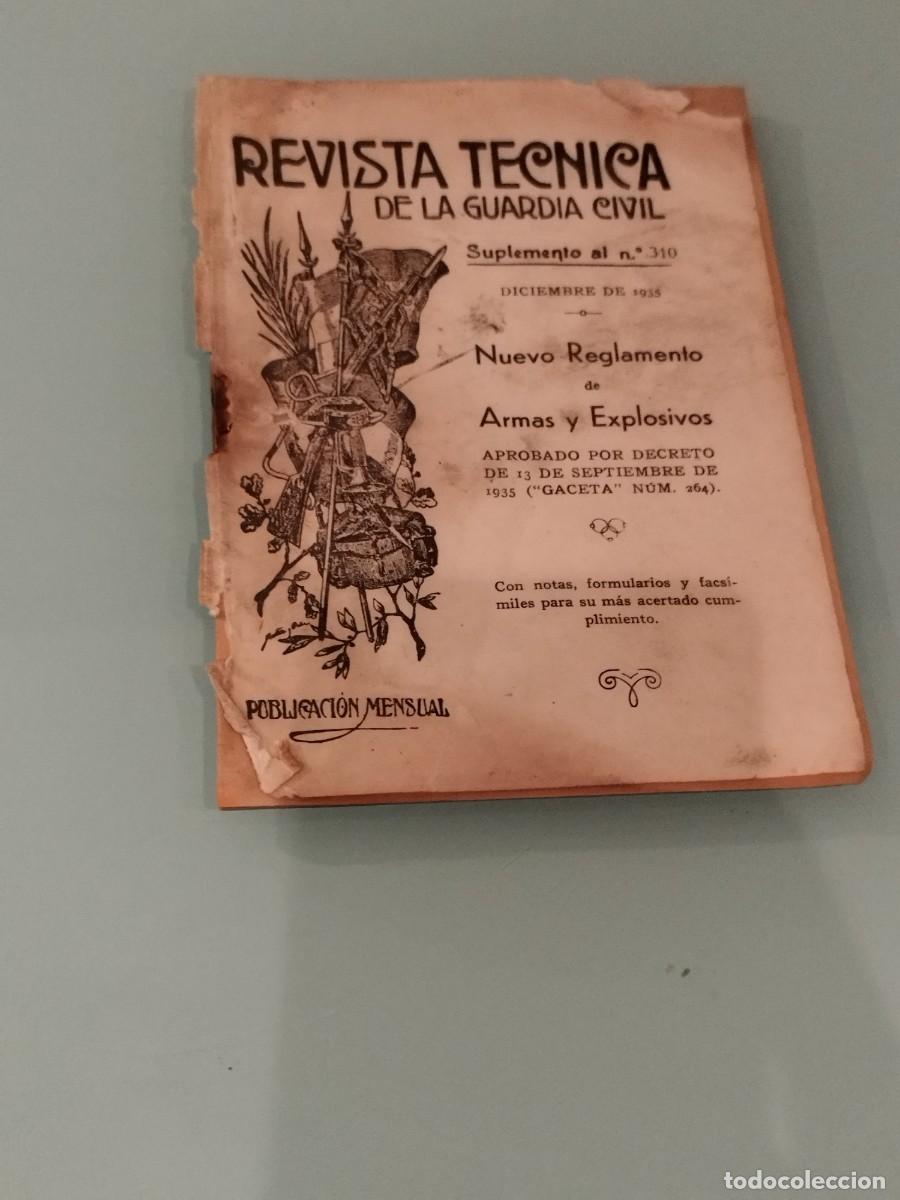 REVISTA TECNICA
DE LA GUARDIA CIVIL
Suplemento al n.º 310
DICIEMBRE DE 1935
Nuevo Reglamento
de
Armas y Explosivos
APROBADO POR DECRETO
DE 13 DE SEPTIEMBRE DE
1935 ("GACETA" NÚM. 264).
Con notas, formularios y facsí-
miles para su más acertado cum-
plimiento.
PUBLICACIÓN MENSUAL
todocoleccion